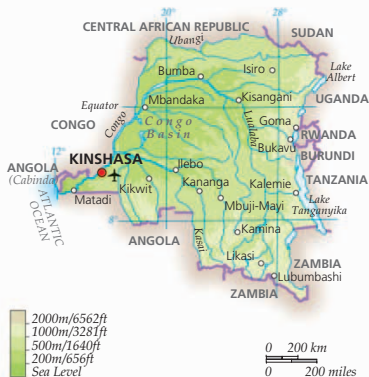 20°
28°
CENTRAL AFRICAN REPUBLIC
SUDAN
Ubangi
Lake
Albert
Bumba
Isiro
Kisangani
UGANDA
Equator
Mbandaka
Congo
Basin
Lualaba
Goma
RWANDA
CONGO
Congo
Bukavu
BURUNDI
12°
KINSHASA
Ilebo
ANGOLA
(Cabinda)
Kikwit
Kananga
Kalemie
TANZANIA
Matadi
Mbuji-Mayi
Lake
Tanganyika
ATLANTIC
OCEAN
8°
Kamina
ANGOLA
Kasai
ZAMBIA
Likasi
Lubumbashi
ZAMBIA
2000m/6562ft
1000m/3281ft
500m/1640ft
200m/656ft
Sea Level
0 200 km
0 200 miles